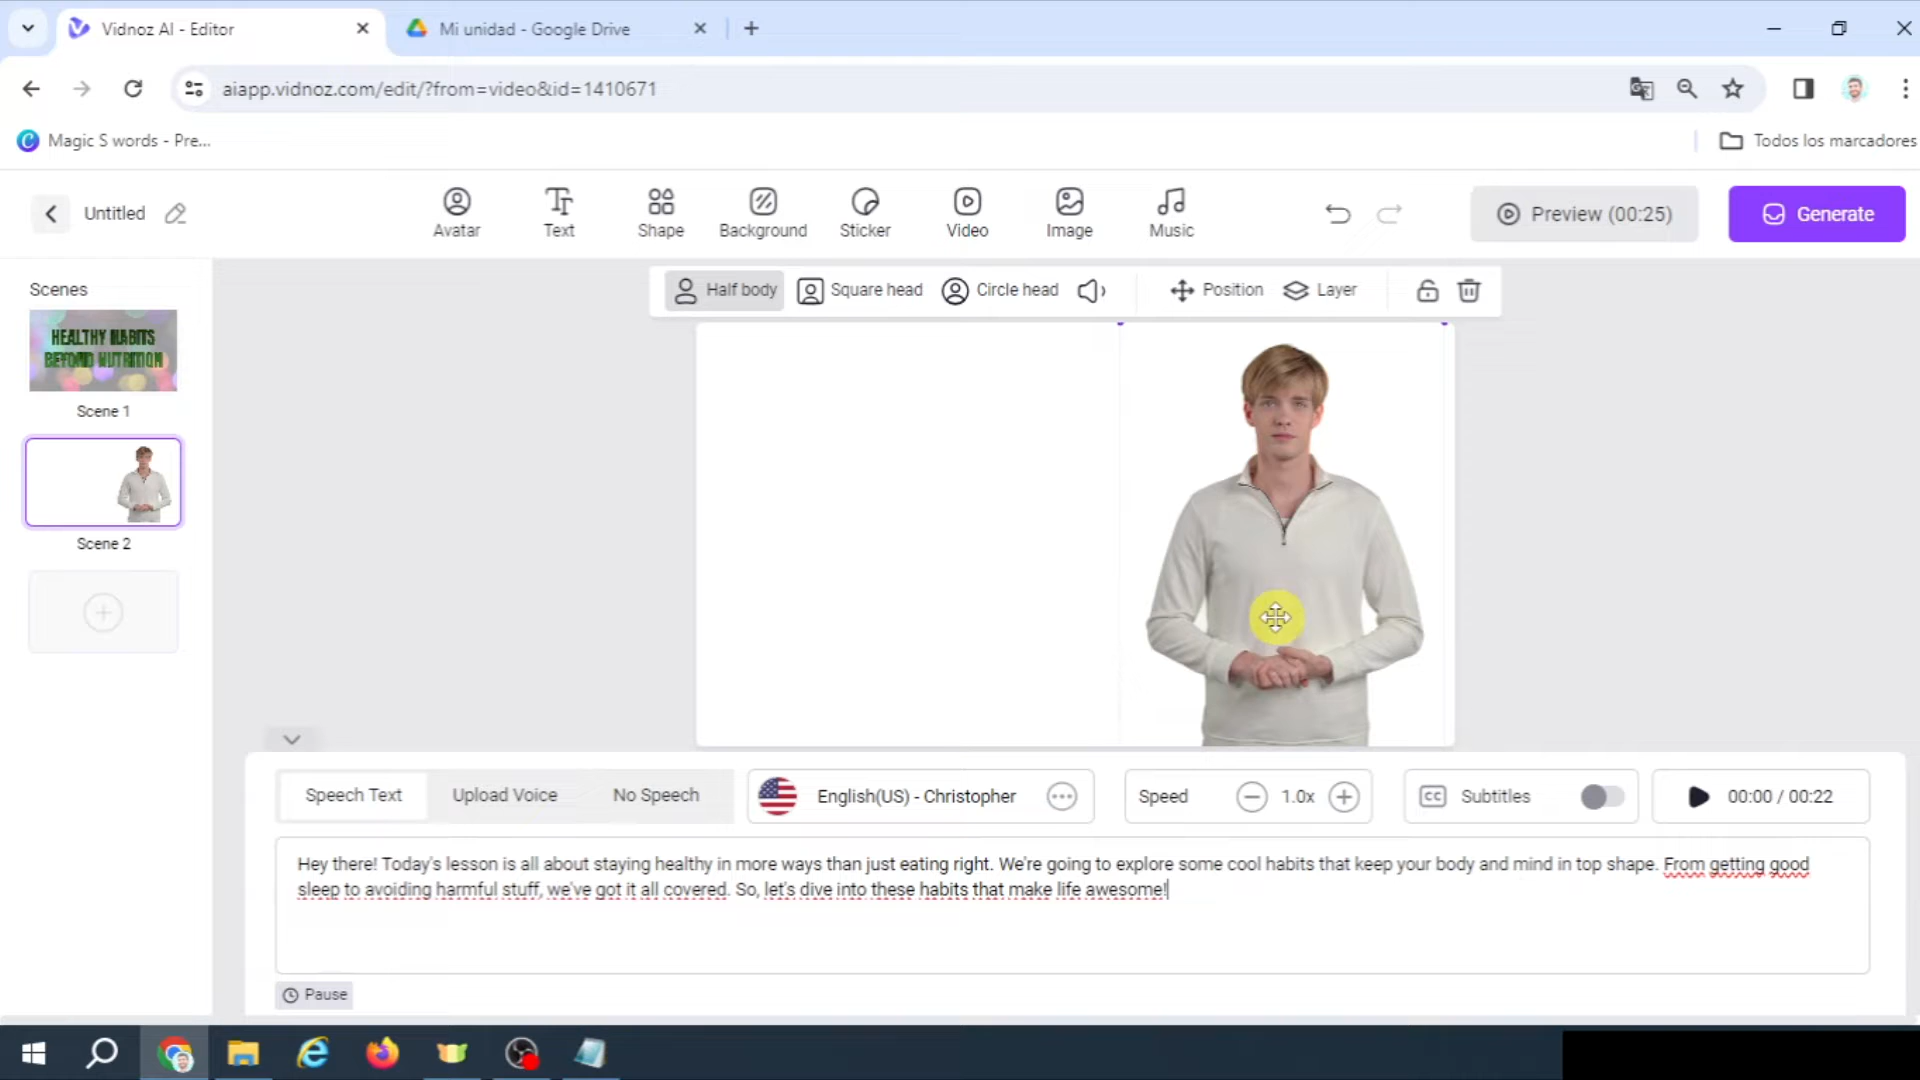 Vidnoz AI - Editor
Mi unidad - Google Drive
aiapp.vidnoz.com/edit/?from=video&id=1410671
Magic S words - Pre...
Todos los marcadores
Untitled
Avatar
Text
Shape
Background
Sticker
Video
Image
Music
Preview (00:25)
Generate
Scenes
HEALTHY HABITS
BEYOND NUTRITION
Scene 1
Scene 2
Half body
Square head
Circle head
Position
Layer
Speech Text
Upload Voice
No Speech
English(US) - Christopher
Speed
1.0x
CC
Subtitles
00:00 / 00:22
Hey there! Today's lesson is all about staying healthy in more ways than just eating right. We're going to explore some cool habits that keep your body and mind in top shape. From getting good
sleep to avoiding harmful stuff, we've got it all covered. So, let's dive into these habits that make life awesome!
Pause